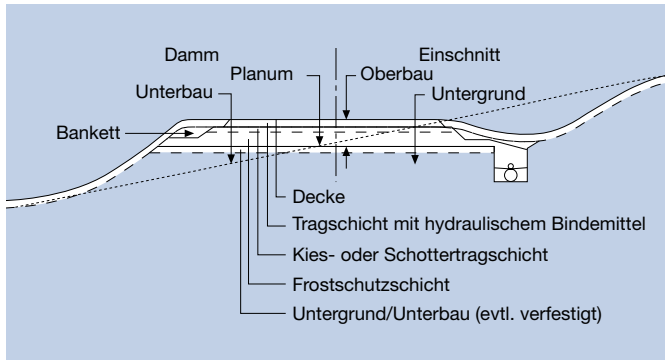 Damm Einschnitt
Planum Oberbau
Unterbau Untergrund
Bankett
Decke
Tragschicht mit hydraulischem Bindemittel
Kies- oder Schottertragschicht
Frostschutzschicht
Untergrund/Unterbau (evtl. verfestigt)